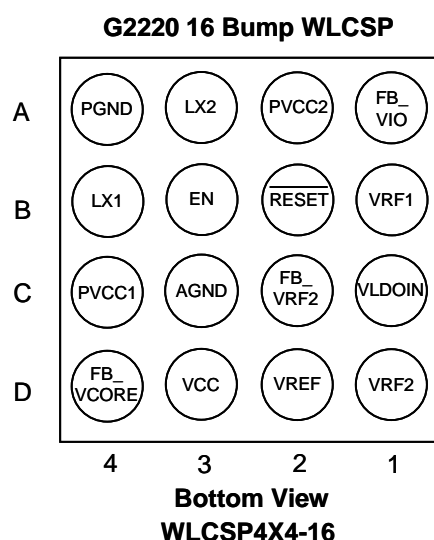 G2220 16 Bump WLCSP
A
PGND
LX2
PVCC2
FB_
VIO
B
LX1
EN
RESET
VRF1
C
PVCC1
AGND
FB_
VRF2
VLDOIN
D
FB_
VCORE
VCC
VREF
VRF2
4 3 2 1
Bottom View
WLCSP4X4-16